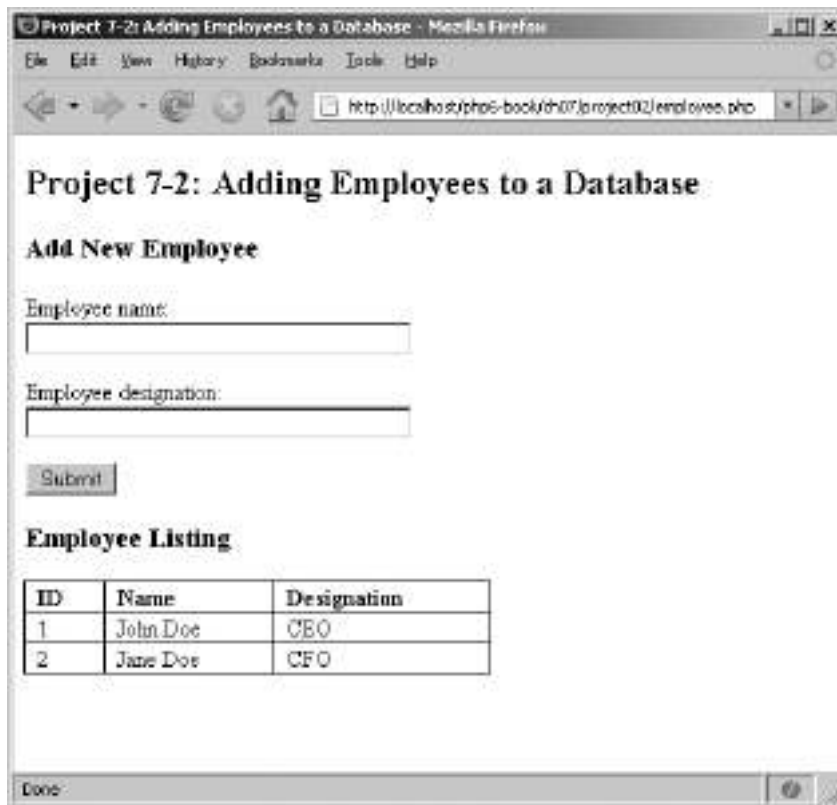 Project 7-2: Adding Employees to a Database - Mozilla Firefox
File Edit View History Bookmarks Tools Help
http://localhost/php6-book/ch07/project02/employee.php
Project 7-2: Adding Employees to a Database
Add New Employee
Employee name:
Employee designation:
Submit
Employee Listing
ID Name Designation
1 John Doe CEO
2 Jane Doe CFO
Done